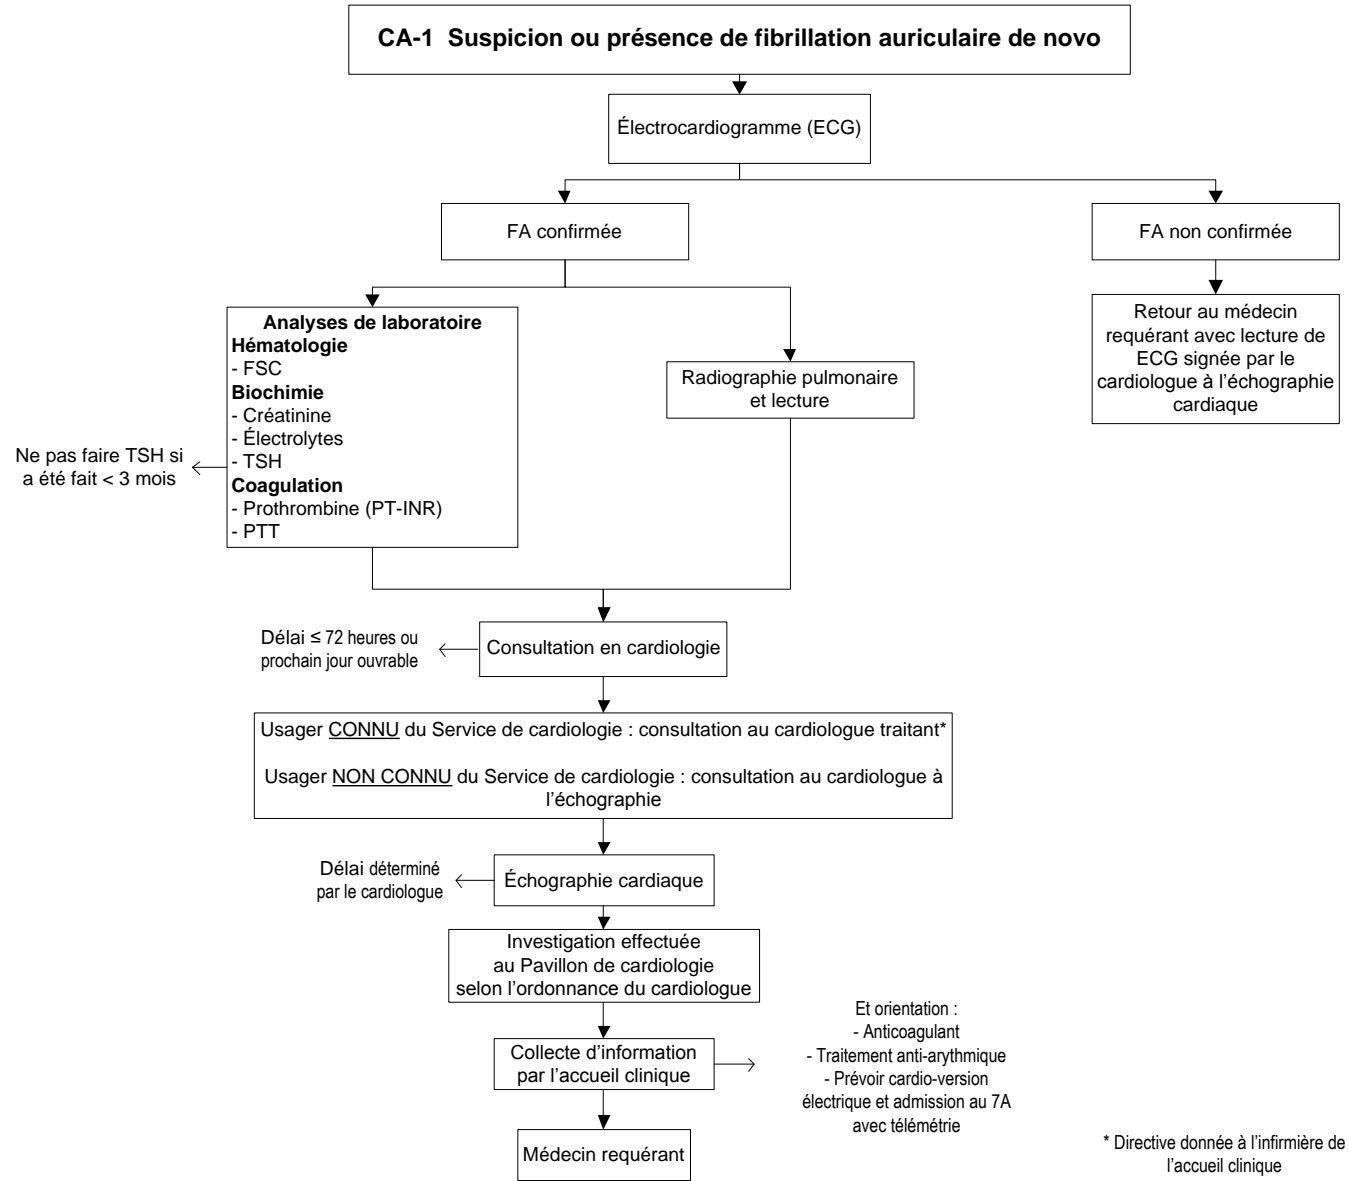 CA-1 Suspicion ou présence de fibrillation auriculaire de novo
Électrocardiogramme (ECG)
FA confirmée
FA non confirmée
Analyses de laboratoire
Hématologie
- FSC
Biochimie
- Créatinine
- Électrolytes
- TSH
Coagulation
- Prothrombine (PT-INR)
- PTT
Ne pas faire TSH si
a été fait < 3 mois
Radiographie pulmonaire
et lecture
Retour au médecin
requérant avec lecture de
ECG signée par le
cardiologue à l’échographie
cardiaque
Délai ≤ 72 heures ou
prochain jour ouvrable
Consultation en cardiologie
Usager CONNU du Service de cardiologie : consultation au cardiologue traitant*
Usager NON CONNU du Service de cardiologie : consultation au cardiologue à
l’échographie
Délai déterminé
par le cardiologue
Échographie cardiaque
Investigation effectuée
au Pavillon de cardiologie
selon l’ordonnance du cardiologue
Collecte d’information
par l’accueil clinique
Et orientation :
- Anticoagulant
- Traitement anti-arythmique
- Prévoir cardio-version
électrique et admission au 7A
avec télémétrie
Médecin requérant
* Directive donnée à l’infirmière de
l’accueil clinique